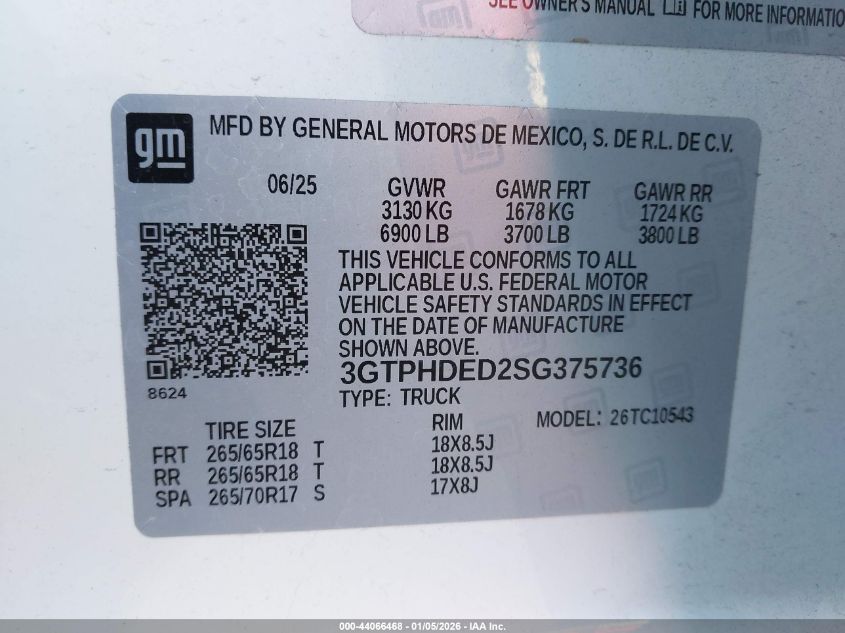 SEE OWNER'S MANUAL FOR MORE INFORMATIO
gm
MFD BY GENERAL MOTORS DE MEXICO, S. DE R.L. DE C.V.
06/25 GVWR GAWR FRT GAWR RR
3130 KG 1678 KG 1724 KG
6900 LB 3700 LB 3800 LB
THIS VEHICLE CONFORMS TO ALL
APPLICABLE U.S. FEDERAL MOTOR
VEHICLE SAFETY STANDARDS IN EFFECT
ON THE DATE OF MANUFACTURE
SHOWN ABOVE.
3GTPHDED2SG375736
8624
TYPE: TRUCK
TIRE SIZE RIM MODEL: 26TC10543
FRT 265/65R18 T 18X8.5J
RR 265/65R18 T 18X8.5J
SPA 265/70R17 S 17X8J
000-44066468 - 01/05/2026 - IAA Inc.